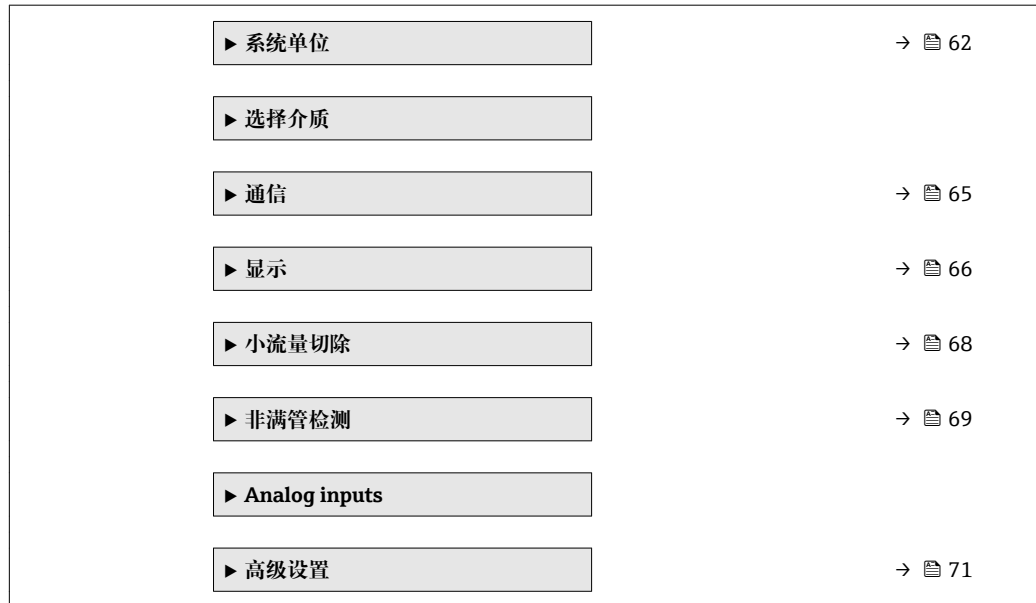 ▶ 系统单位 → 🖹 62
▶ 选择介质
▶ 通信 → 🖹 65
▶ 显示 → 🖹 66
▶ 小流量切除 → 🖹 68
▶ 非满管检测 → 🖹 69
▶ Analog inputs
▶ 高级设置 → 🖹 71